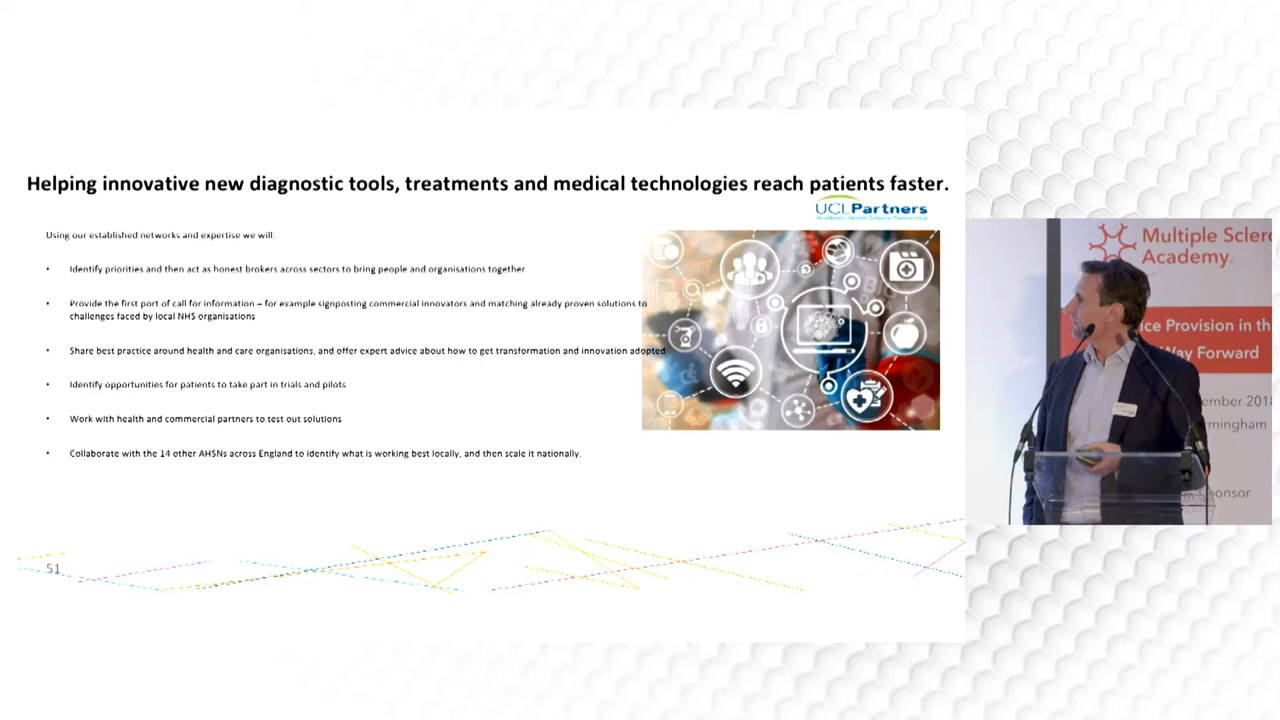 Helping innovative new diagnostic tools, treatments and medical technologies reach patients faster.
UCLPartners
Academic Health Science Partnership
Using our established networks and expertise we will:
• Identify priorities and then act as honest brokers across sectors to bring people and organisations together
• Provide the first port of call for information – for example signposting commercial innovators and matching already proven solutions to
challenges faced by local NHS organisations
• Share best practice around health and care organisations, and offer expert advice about how to get transformation and innovation adopted
• Identify opportunities for patients to take part in trials and pilots
• Work with health and commercial partners to test out solutions
• Collaborate with the 14 other AHSNs across England to identify what is working best locally, and then scale it nationally.
51
Multiple Sclero
Academy
ice Provision in th
Way Forward
ember 2018
rmingham
Sponsor